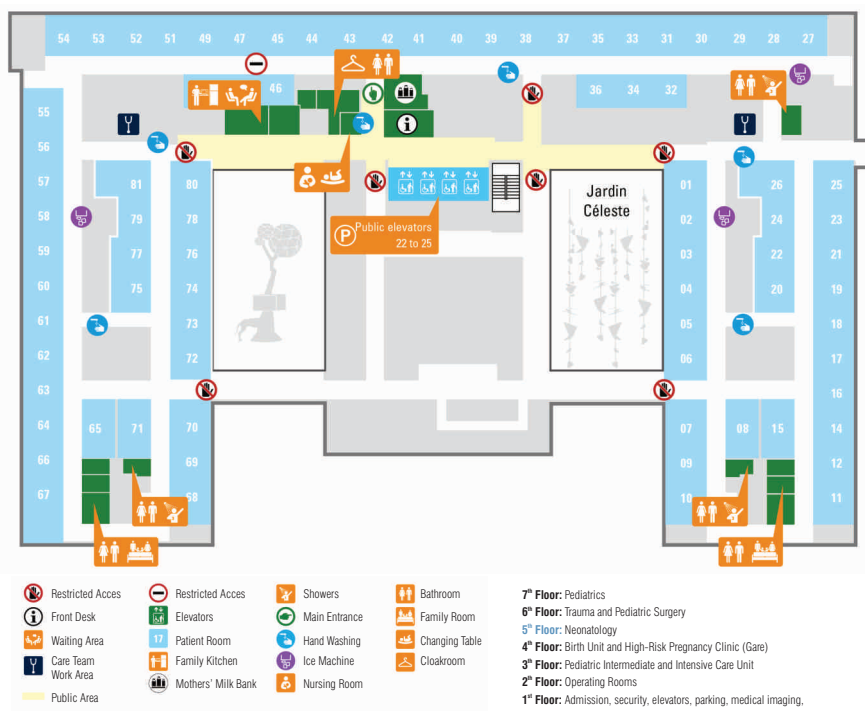 54 53 52 51 49 47 45 44 43 42 41 40 39 38 37 35 33 31 30 29 28 27
46 36 34 32
55
56
57 81 80 01 26 25
Jardin
Céleste
58 79 78 02 24 23
Public elevators
22 to 25
P
59 77 76 03 22 21
60 75 74 04 20 19
61 73 05 18
62 72 06 17
63 16
64 65 71 70 07 08 15 14
66 69 09 12
67 68 10 11
Restricted Acces
Restricted Acces
Showers
Bathroom
Front Desk
Elevators
Main Entrance
Family Room
Waiting Area
17 Patient Room
Hand Washing
Changing Table
Care Team
Work Area
Family Kitchen
Ice Machine
Cloakroom
Mothers' Milk Bank
Nursing Room
Public Area
7th Floor: Pediatrics
6th Floor: Trauma and Pediatric Surgery
5th Floor: Neonatology
4th Floor: Birth Unit and High-Risk Pregnancy Clinic (Gare)
3th Floor: Pediatric Intermediate and Intensive Care Unit
2th Floor: Operating Rooms
1st Floor: Admission, security, elevators, parking, medical imaging,